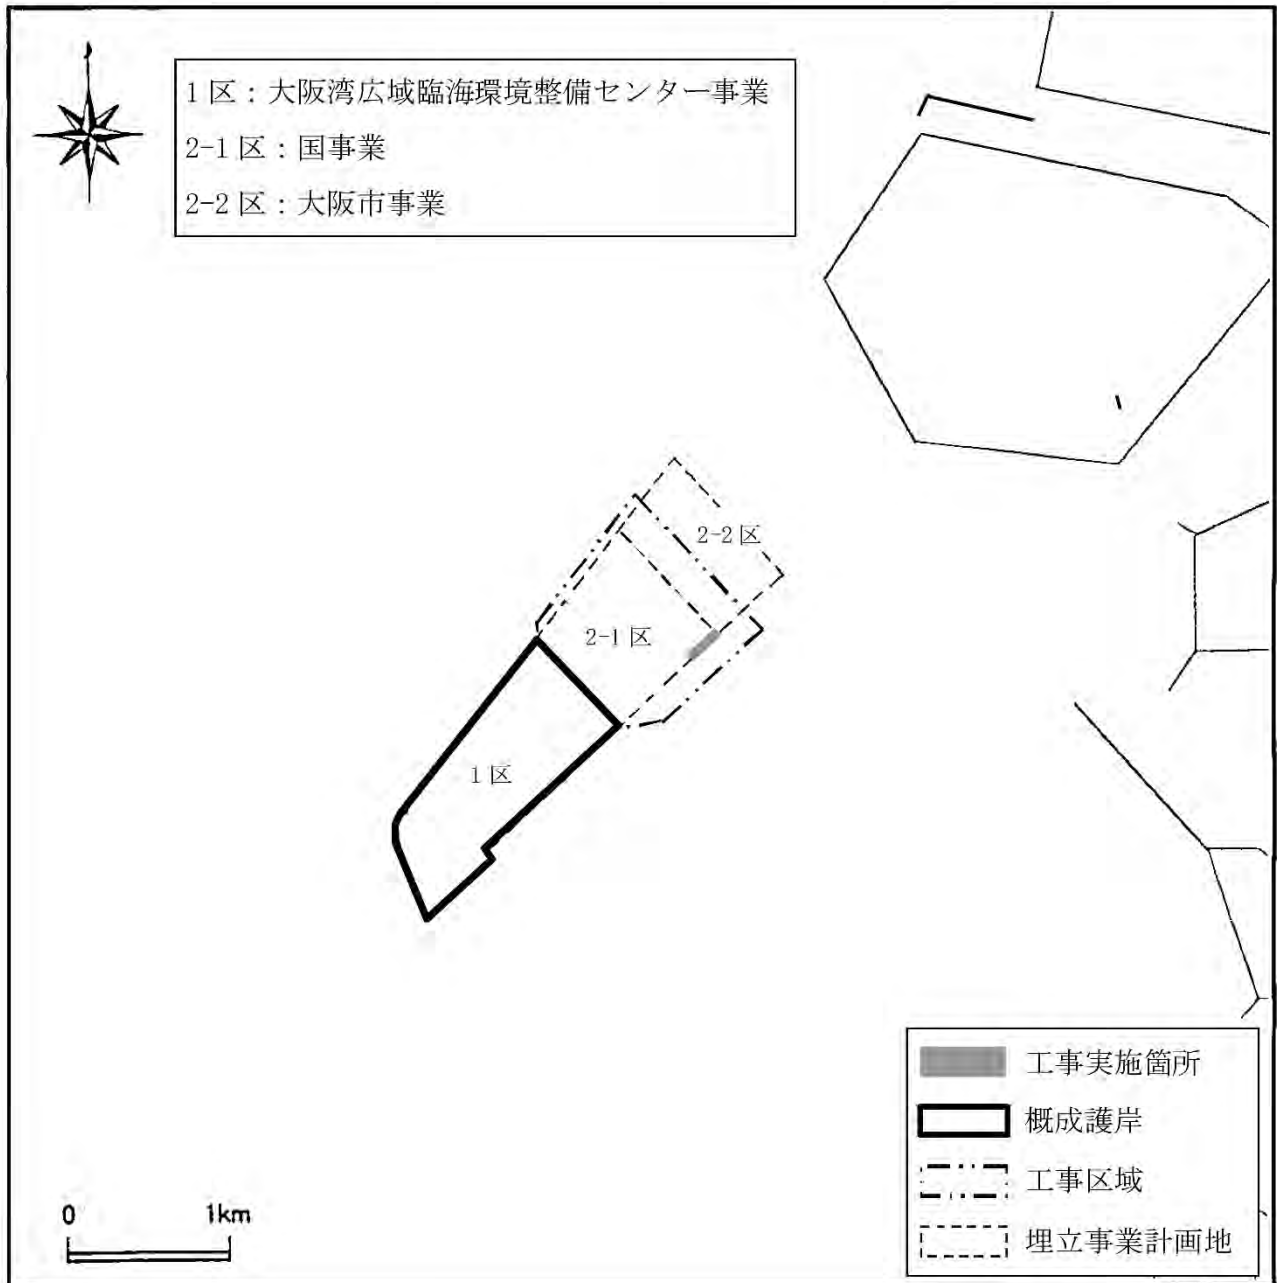 1 区：大阪湾広域臨海環境整備センター事業
2-1 区：国事業
2-2 区：大阪市事業
2-2 区
2-1 区
1 区
工事実施箇所
概成護岸
工事区域
埋立事業計画地
0 1km